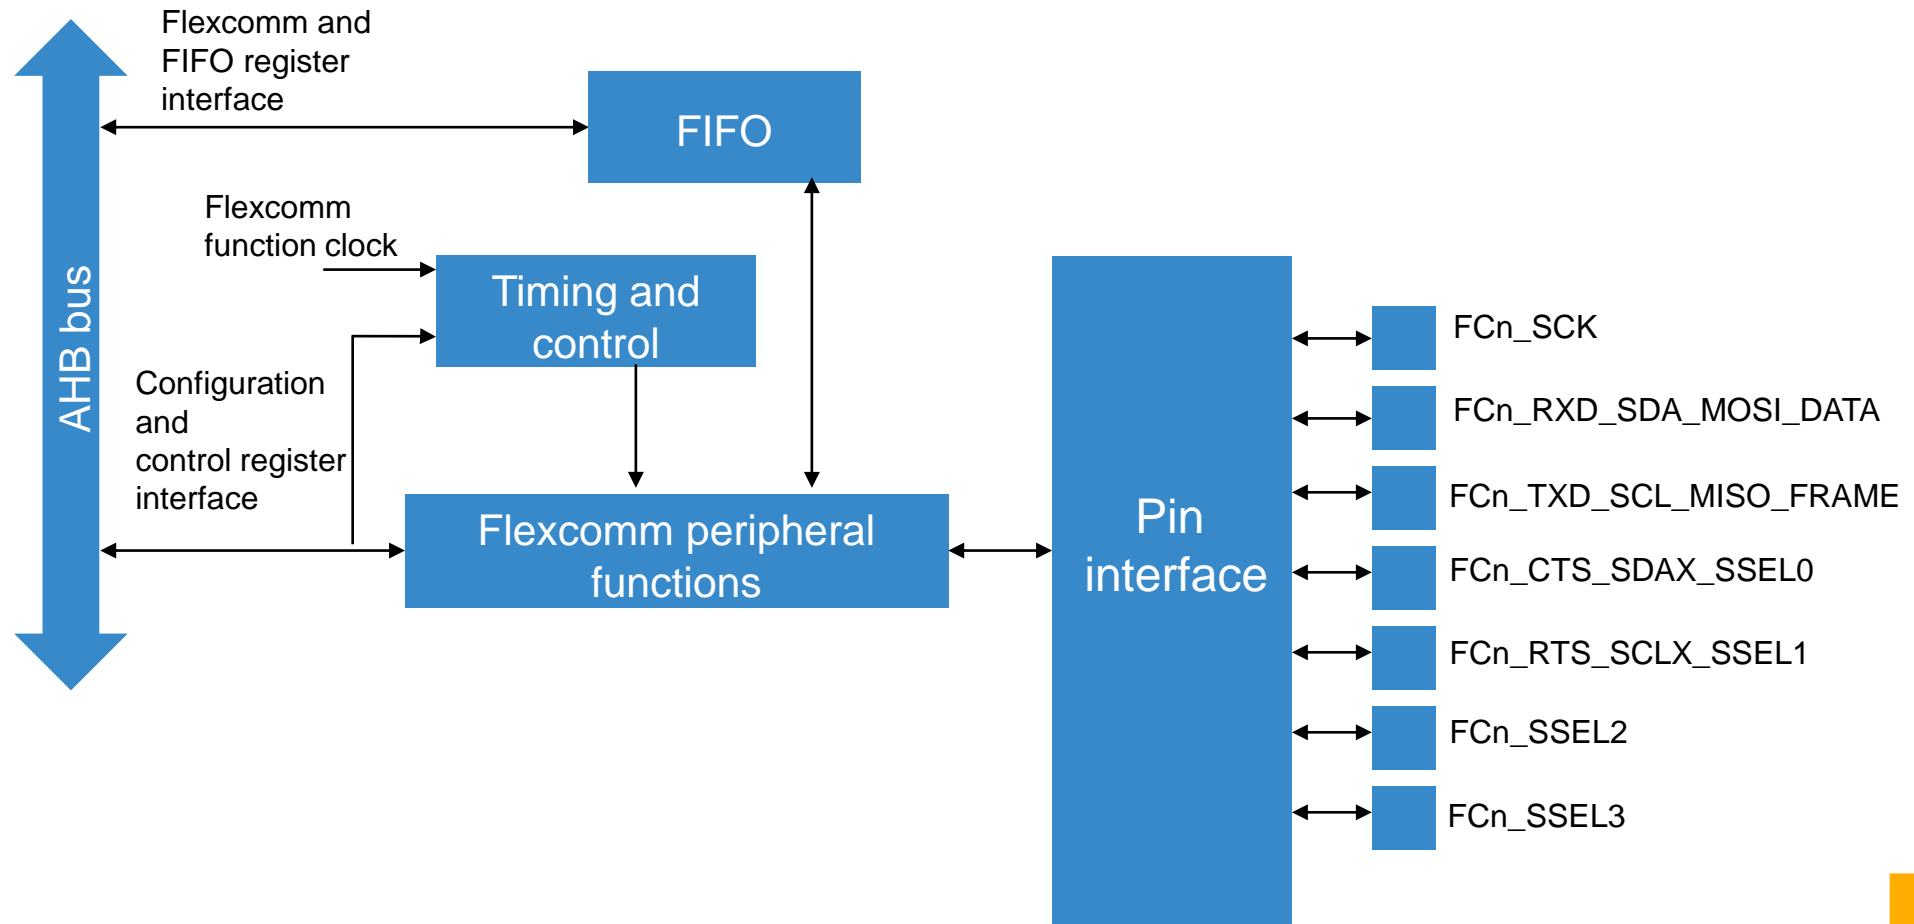 Flexcomm and
FIFO register
interface
FIFO
Flexcomm
function clock
Timing and
control
AHB bus
Configuration
and
control register
interface
Flexcomm peripheral
functions
Pin
interface
FCn_SCK
FCn_RXD_SDA_MOSI_DATA
FCn_TXD_SCL_MISO_FRAME
FCn_CTS_SDAX_SSEL0
FCn_RTS_SCLX_SSEL1
FCn_SSEL2
FCn_SSEL3